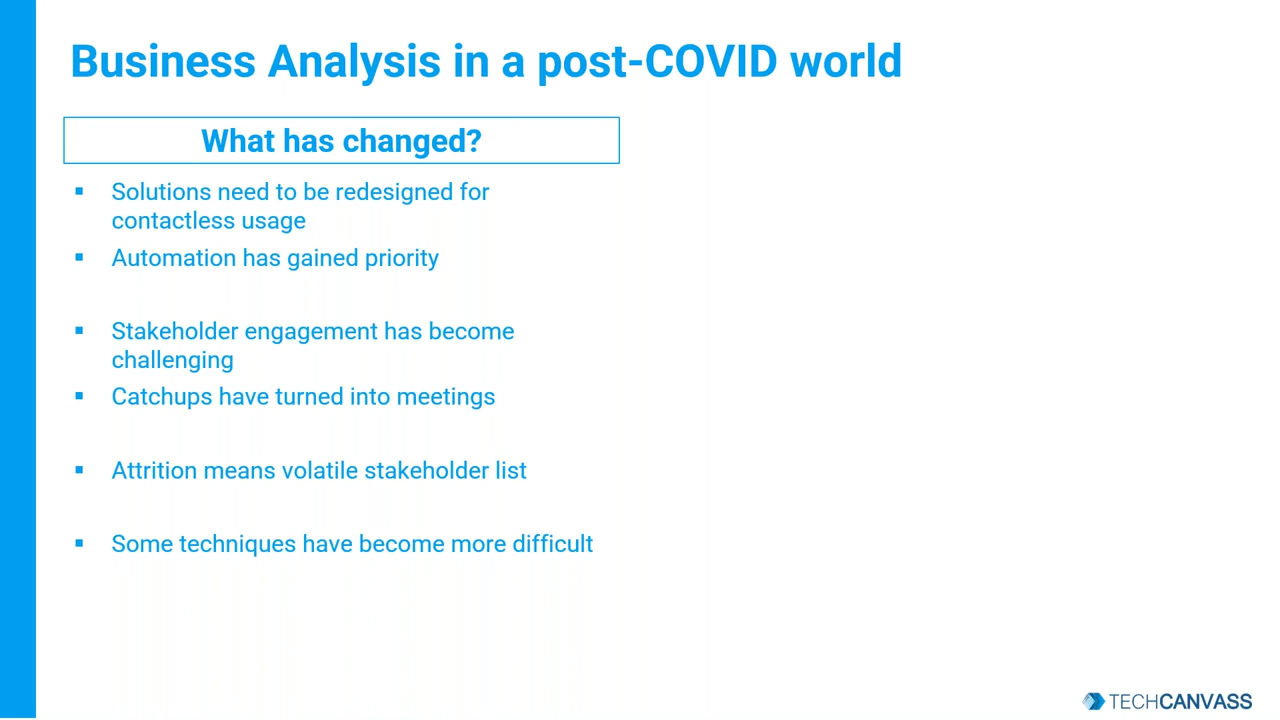 Business Analysis in a post-COVID world
What has changed?
▪ Solutions need to be redesigned for
contactless usage
▪ Automation has gained priority
▪ Stakeholder engagement has become
challenging
▪ Catchups have turned into meetings
▪ Attrition means volatile stakeholder list
▪ Some techniques have become more difficult
TECHCANVASS